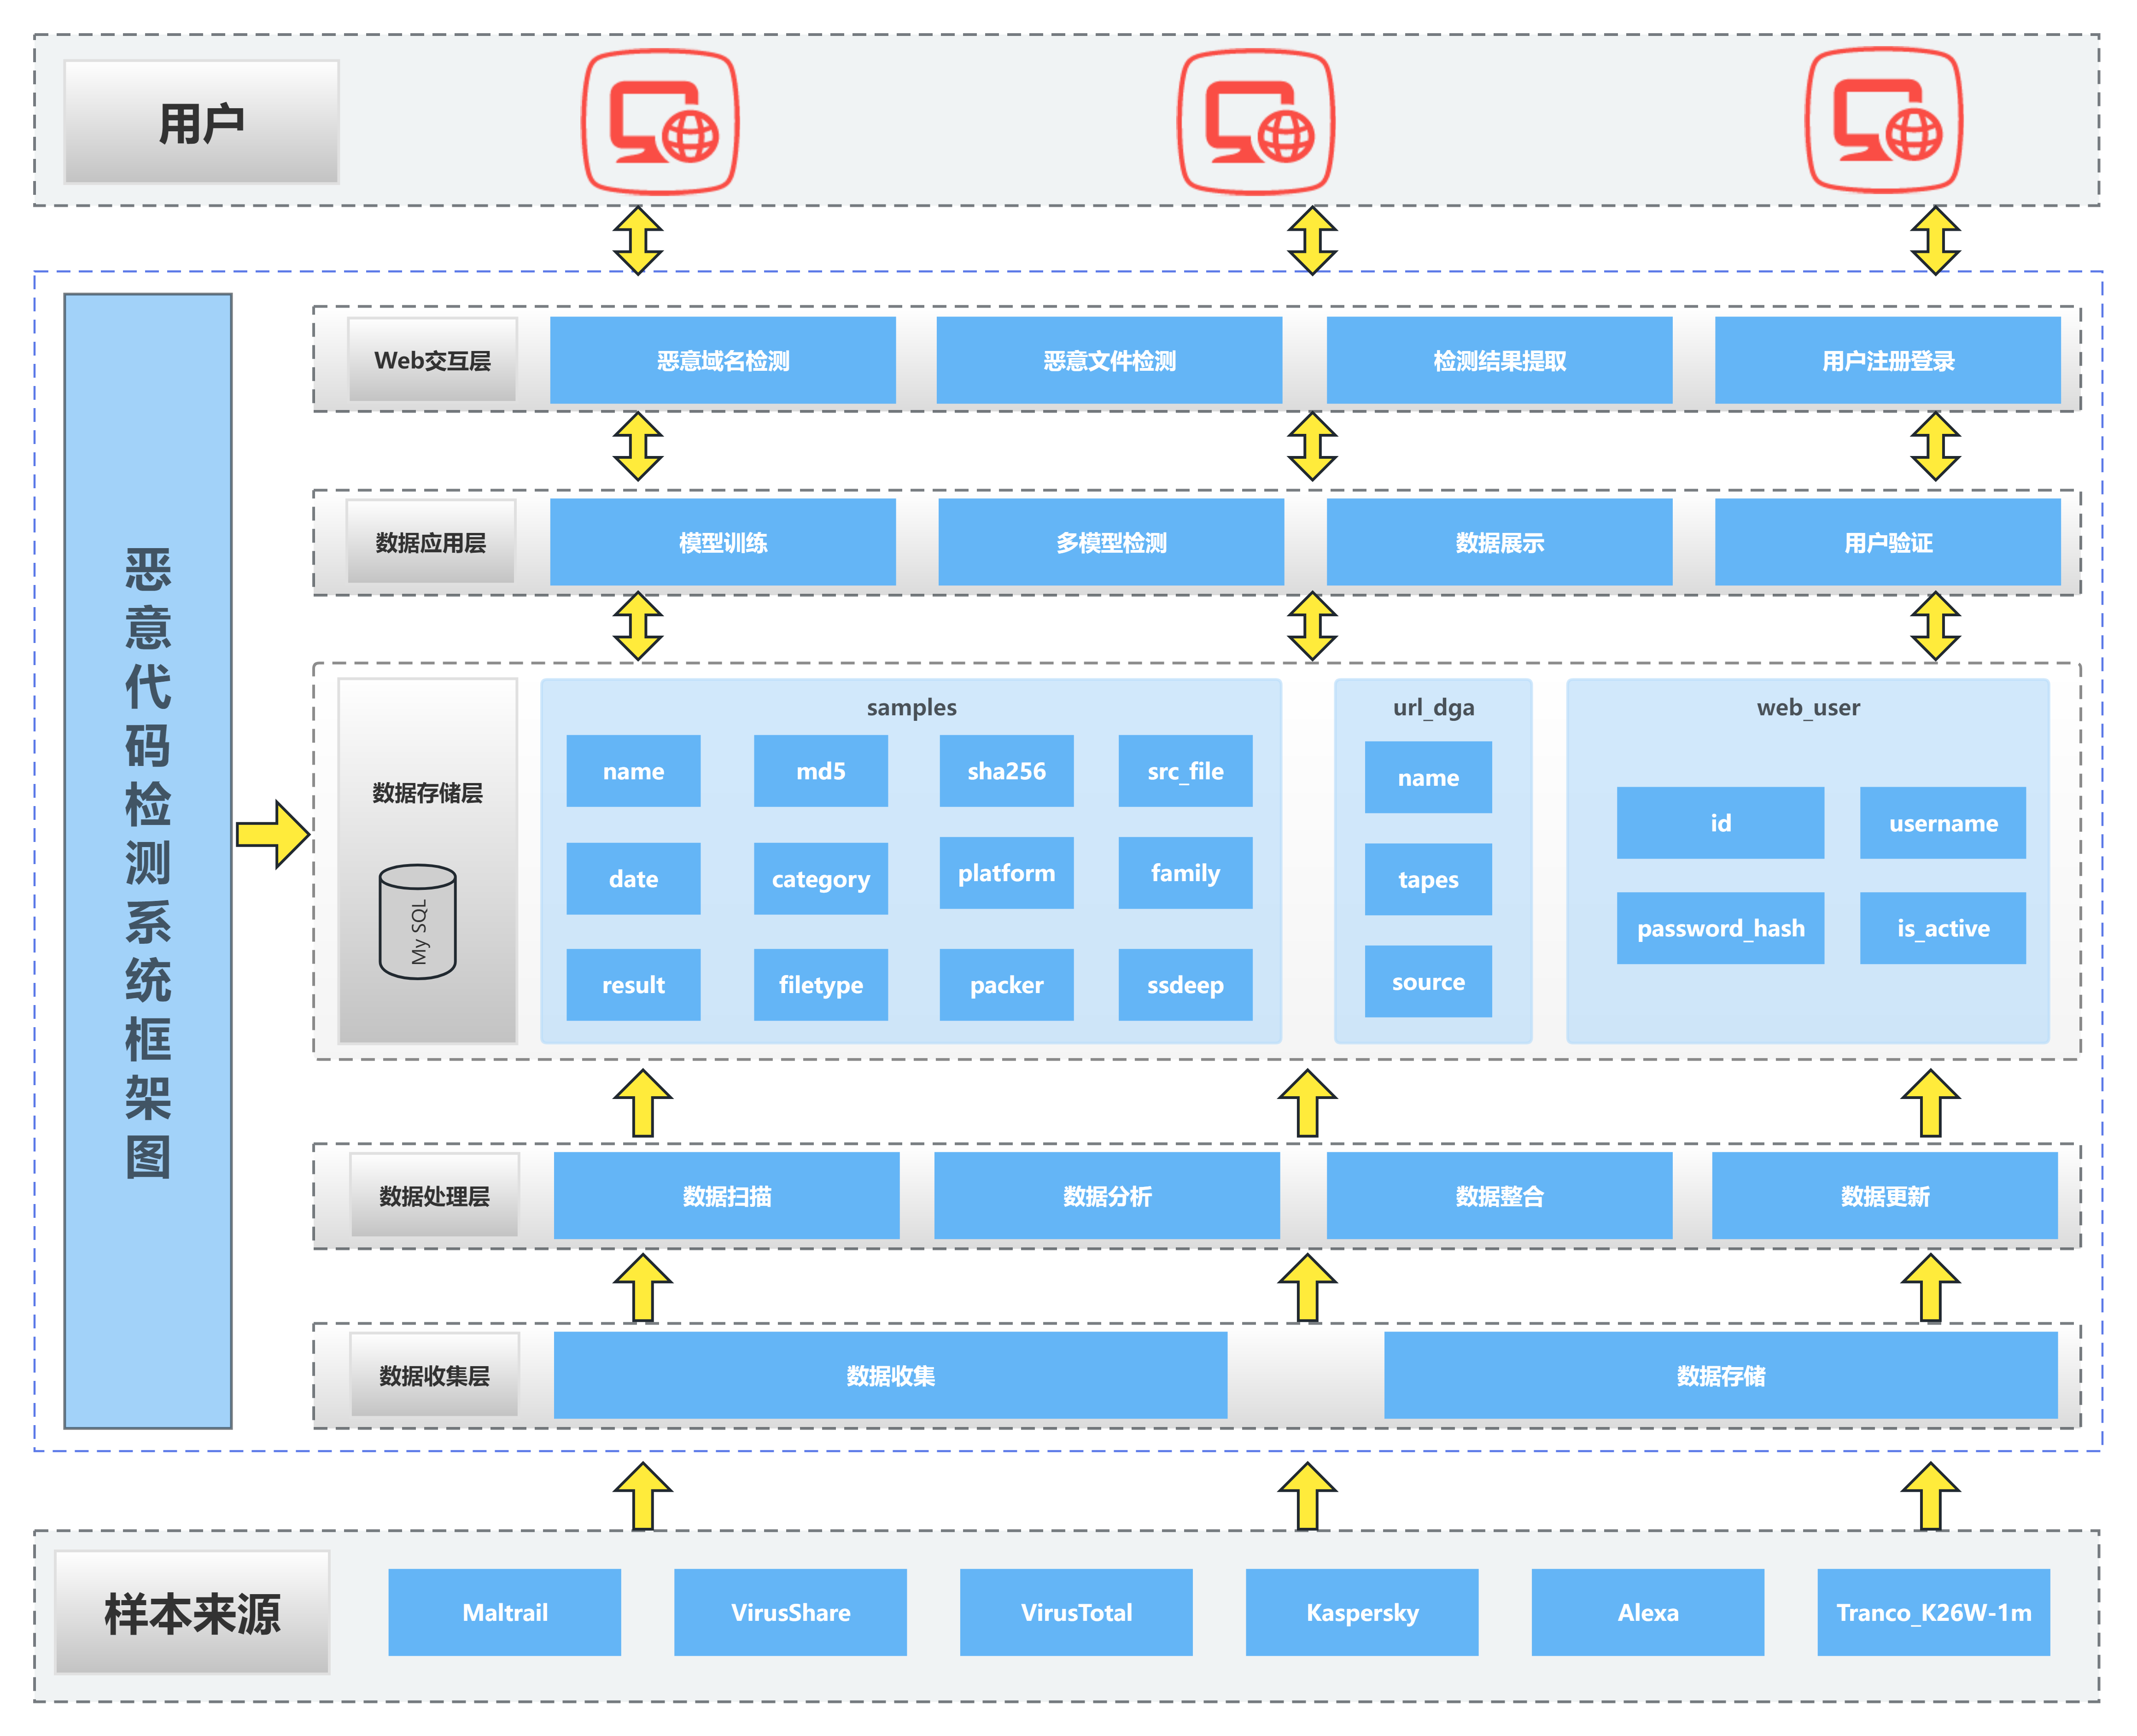 用户
恶意代码检测系统框架图
Web交互层
恶意域名检测
恶意文件检测
检测结果提取
用户注册登录
数据应用层
模型训练
多模型检测
数据展示
用户验证
数据存储层
My SQL
samples
name
md5
sha256
src_file
date
category
platform
family
result
filetype
packer
ssdeep
url_dga
name
tapes
source
web_user
id
username
password_hash
is_active
数据处理层
数据扫描
数据分析
数据整合
数据更新
数据收集层
数据收集
数据存储
样本来源
Maltrail
VirusShare
VirusTotal
Kaspersky
Alexa
Tranco_K26W-1m